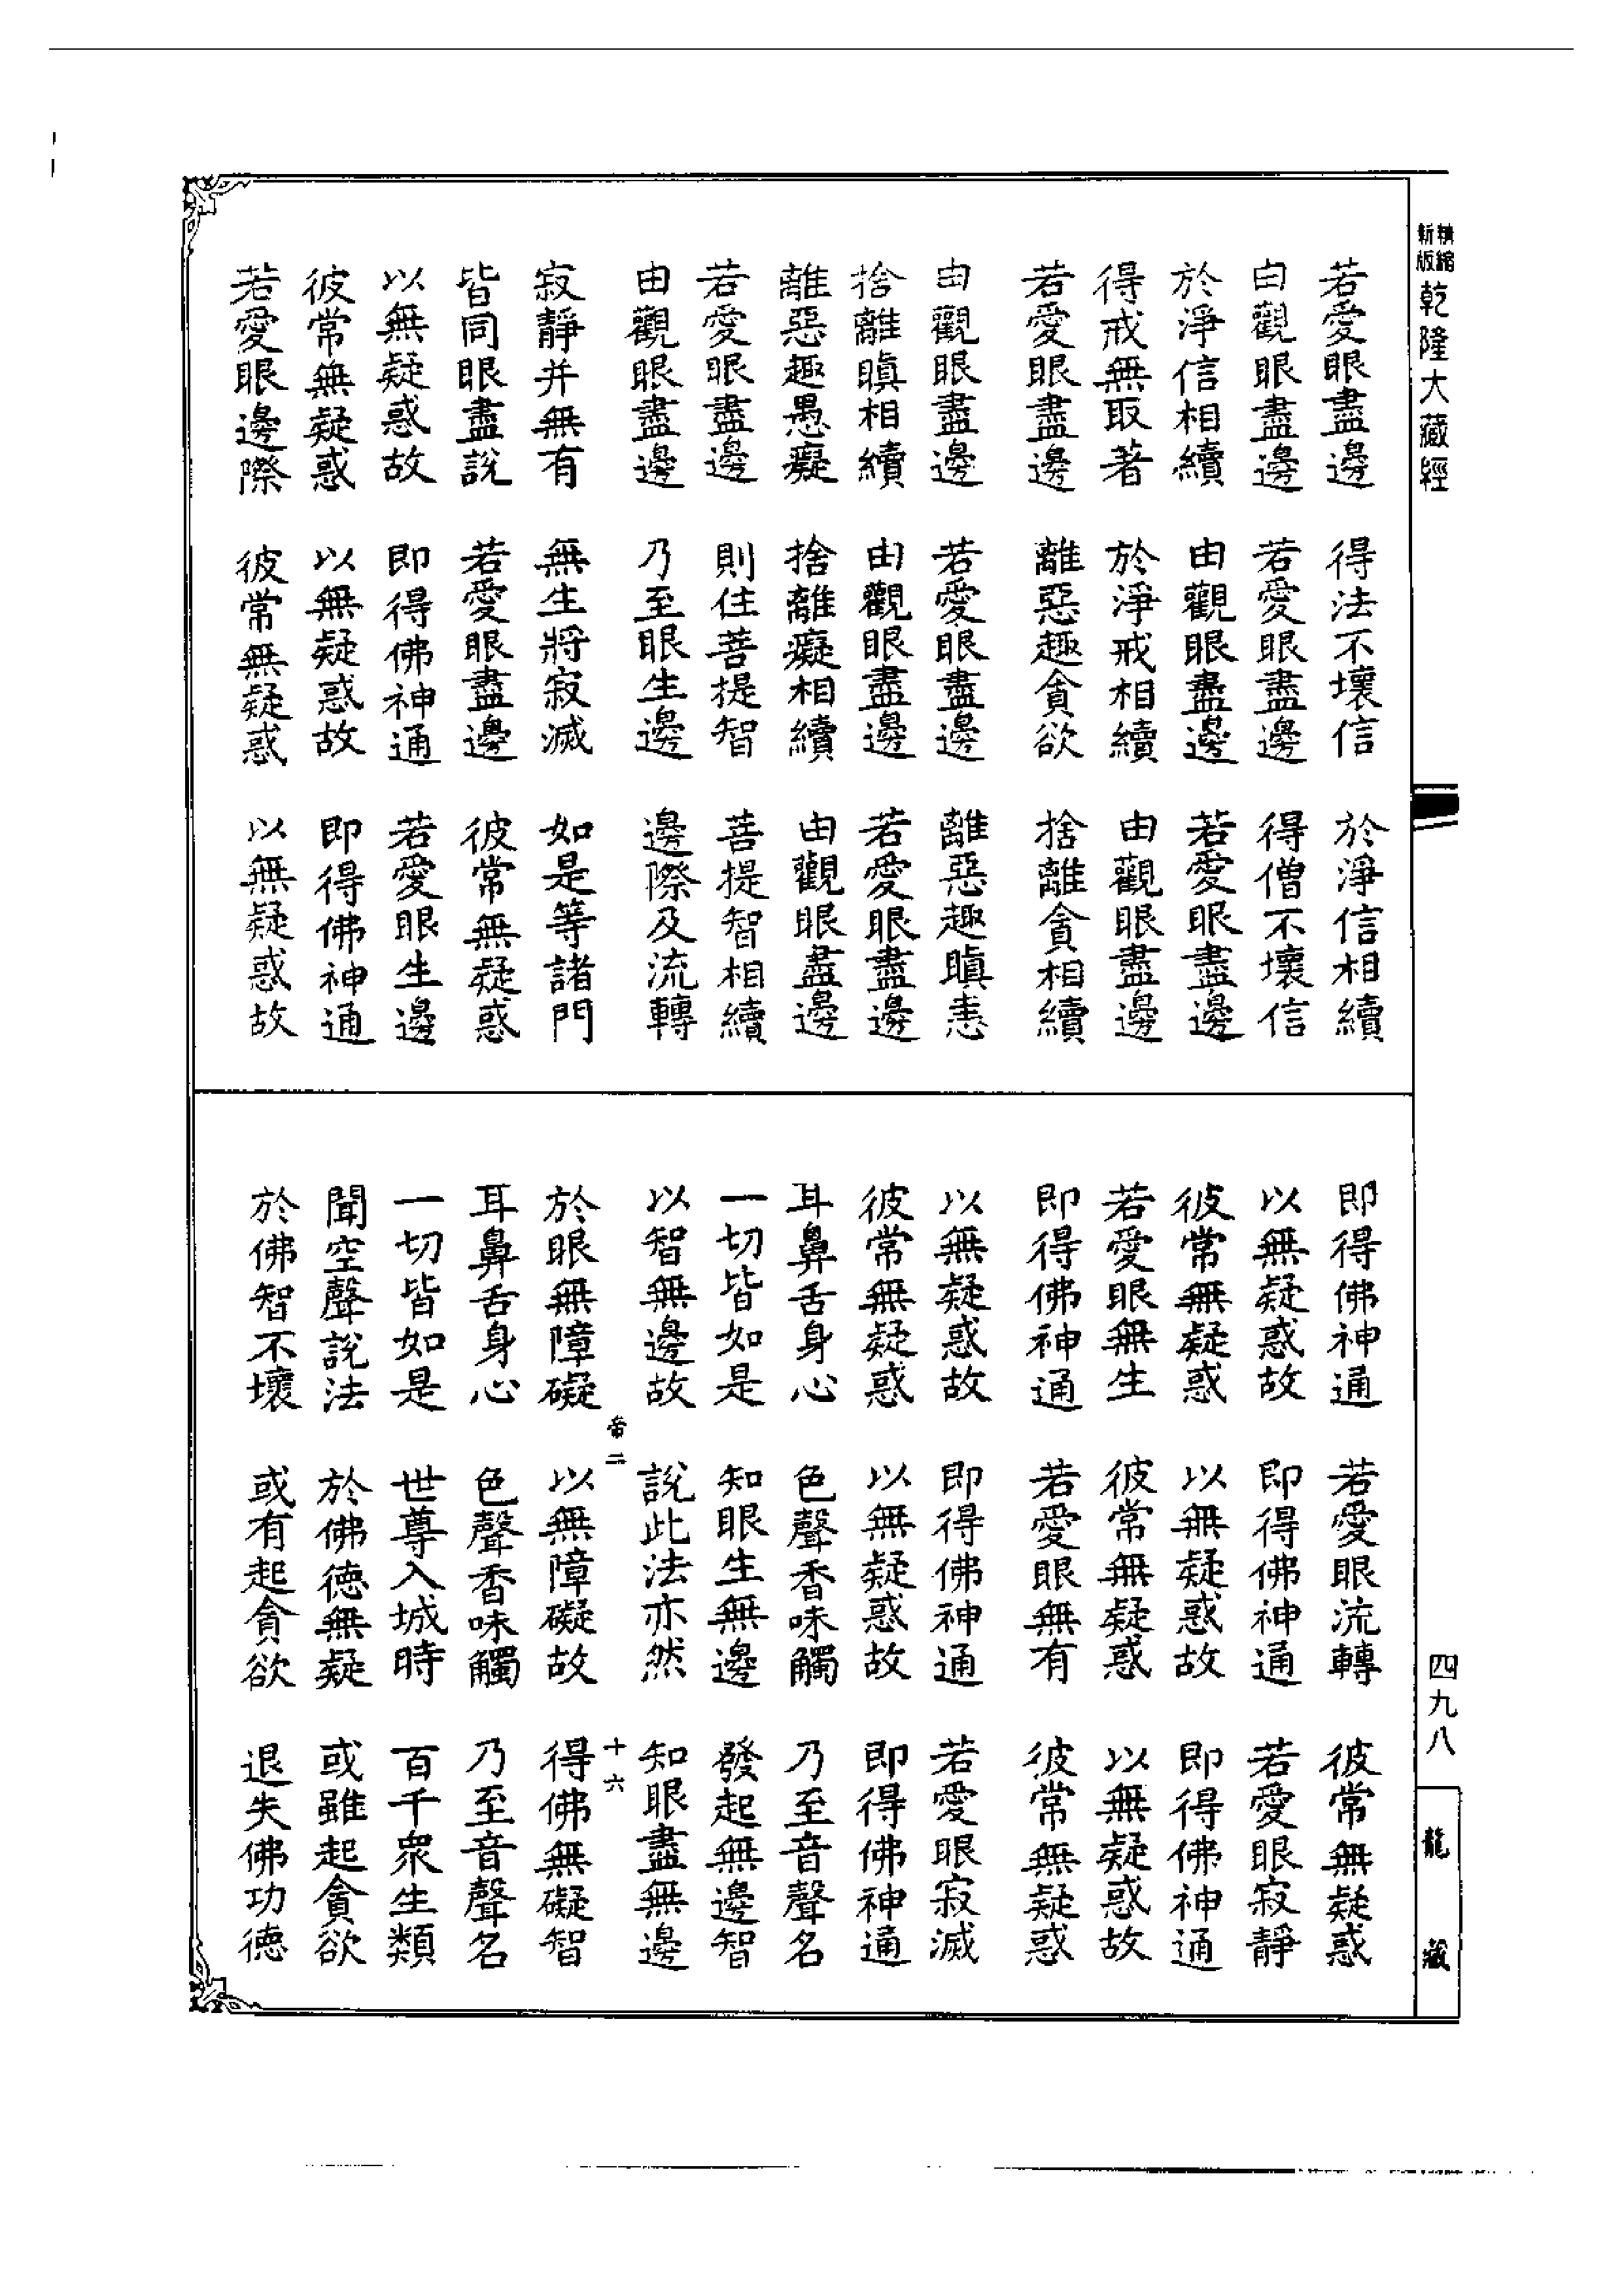 新版精縮乾隆大藏經
若愛眼盡邊　得法不壞信　於淨信相續
由觀眼盡邊　若愛眼盡邊　得僧不壞信
於淨信相續　由觀眼盡邊　若愛眼盡邊
得戒無取著　於淨戒相續　由觀眼盡邊
若愛眼盡邊　離惡趣貪欲　捨離貪相續
由觀眼盡邊　若愛眼盡邊　離惡趣瞋恚
捨離瞋相續　由觀眼盡邊　若愛眼盡邊
離惡趣愚癡　捨離癡相續　由觀眼盡邊
若愛眼盡邊　則住菩提智　菩提智相續
由觀眼盡邊　乃至眼生邊　邊際及流轉
寂靜并無有　無生將寂滅　如是等諸門
皆同眼盡說　若愛眼盡邊　彼常無疑惑
以無疑惑故　即得佛神通　若愛眼生邊
彼常無疑惑　以無疑惑故　即得佛神通
若愛眼邊際　彼常無疑惑　以無疑惑故
即得佛神通　若愛眼流轉　彼常無疑惑
以無疑惑故　即得佛神通　若愛眼寂靜
彼常無疑惑　以無疑惑故　即得佛神通
若愛眼無生　彼常無疑惑　以無疑惑故
即得佛神通　若愛眼無有　彼常無疑惑
以無疑惑故　即得佛神通　若愛眼寂滅
彼常無疑惑　以無疑惑故　即得佛神通
耳鼻舌身心　色聲香味觸　乃至音聲名
一切皆如是　知眼生無邊　發起無邊智
以智無邊故　說此法亦然　知眼盡無邊
帝二　十六
於眼無障礙　以無障礙故　得佛無礙智
耳鼻舌身心　色聲香味觸　乃至音聲名
一切皆如是　世尊入城時　百千眾生類
聞空聲說法　於佛德無疑　或雖起貪欲
於佛智不壞　或有起貪欲　退失佛功德
四九八
龍藏